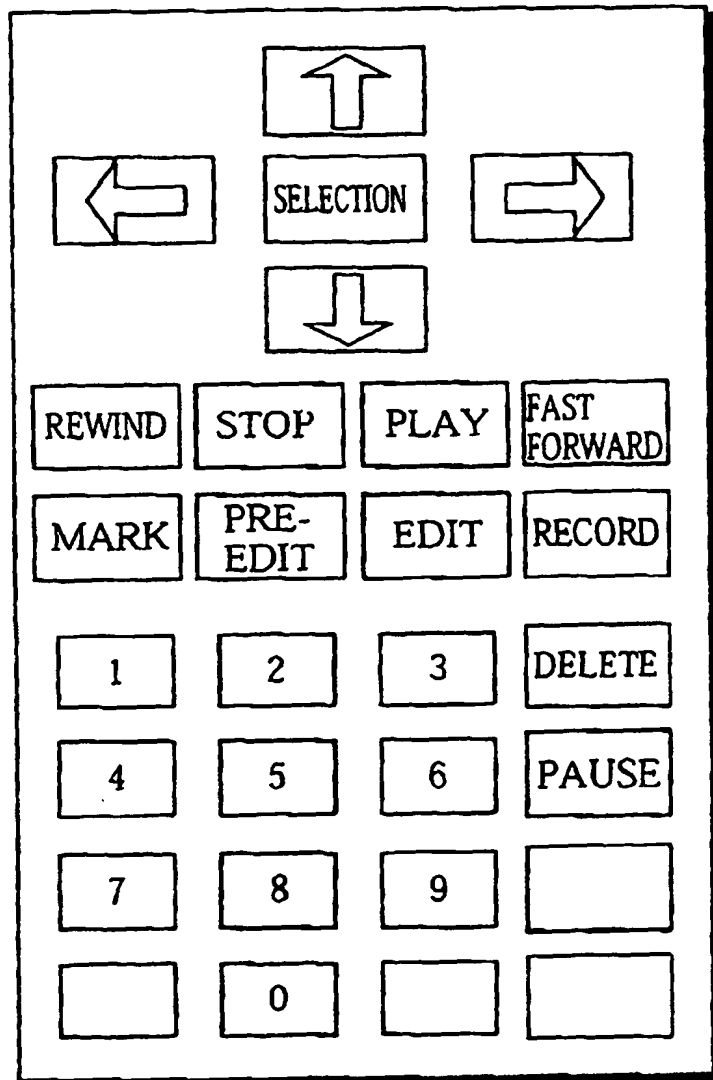 SELECTION
REWIND STOP PLAY FAST
FORWARD
MARK PRE-
EDIT EDIT RECORD
1 2 3 DELETE
4 5 6 PAUSE
7 8 9
0